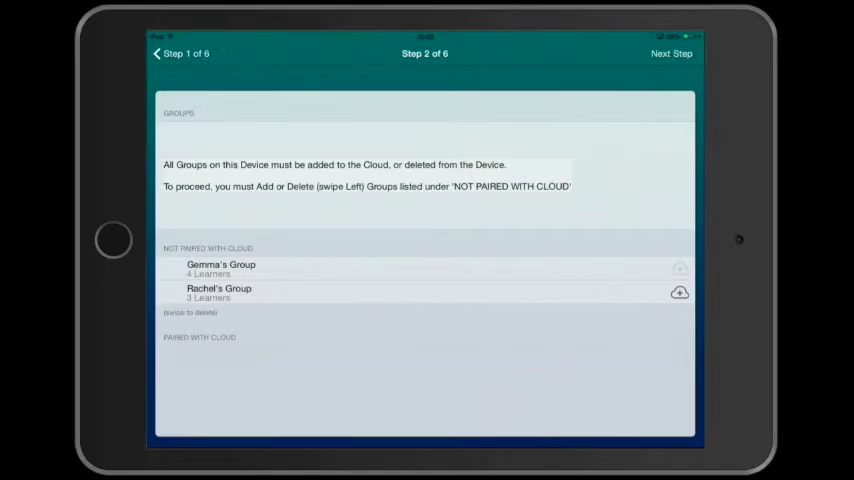 Step 1 of 6
Step 2 of 6
Next Step
GROUPS
All Groups on this Device must be added to the Cloud, or deleted from the Device.
To proceed, you must Add or Delete (swipe Left) Groups listed under 'NOT PAIRED WITH CLOUD'
NOT PAIRED WITH CLOUD
Gemma's Group
4 Learners
Rachel's Group
3 Learners
(swipe to delete)
PAIRED WITH CLOUD